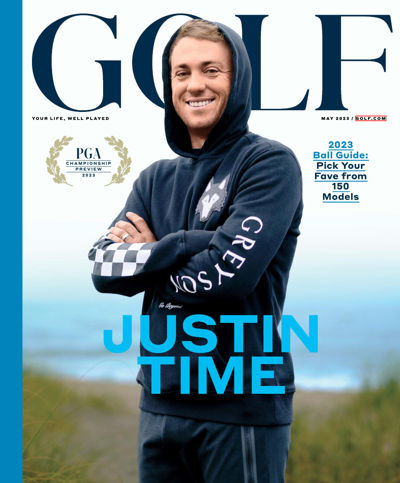 GOLF
YOUR LIFE, WELL PLAYED
MAY 2023 / GOLF.COM
PGA
CHAMPIONSHIP
PREVIEW
2023
2023
Ball Guide:
Pick Your
Fave from
150
Models
GREYSON
JUSTIN
TIME